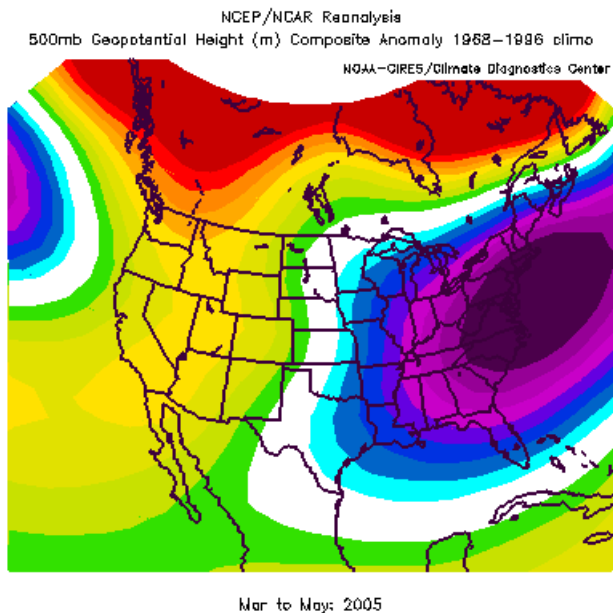 NCEP/NCAR Reanalysis
500mb Geopotential Height (m) Composite Anomaly 1968-1996 climo
NOAA-CIRES/Climate Diagnostics Center
Mar to May: 2005